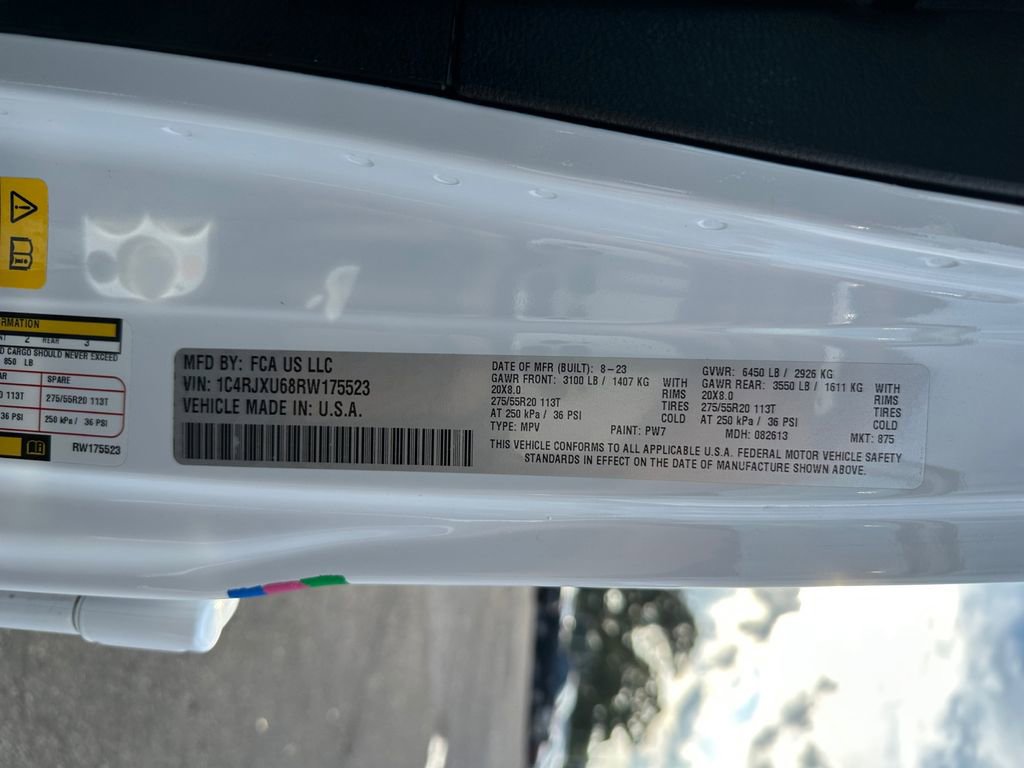 RMATION
NT 2 REAR 3
D CARGO SHOULD NEVER EXCEED
850 LB
AR SPARE
0 113T 275/55R20 113T
36 PSI 250 kPa / 36 PSI
RW175523
MFD BY: FCA US LLC
VIN: 1C4RJXU68RW175523
VEHICLE MADE IN: U.S.A.
DATE OF MFR (BUILT): 8-23
GAWR FRONT: 3100 LB / 1407 KG WITH
20X8.0 RIMS
275/55R20 113T TIRES
AT 250 kPa / 36 PSI COLD
TYPE: MPV PAINT: PW7
GVWR: 6450 LB / 2926 KG
GAWR REAR: 3550 LB / 1611 KG WITH
20X8.0 RIMS
275/55R20 113T TIRES
AT 250 kPa / 36 PSI COLD
MDH: 082613 MKT: 875
THIS VEHICLE CONFORMS TO ALL APPLICABLE U.S.A. FEDERAL MOTOR VEHICLE SAFETY
STANDARDS IN EFFECT ON THE DATE OF MANUFACTURE SHOWN ABOVE.